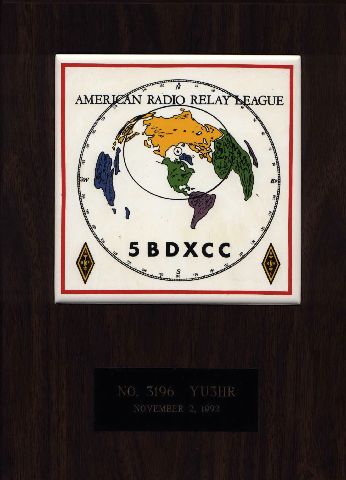 AMERICAN RADIO RELAY LEAGUE
5BDXCC
NO. 3196 YU3HR
NOVEMBER 2, 1992